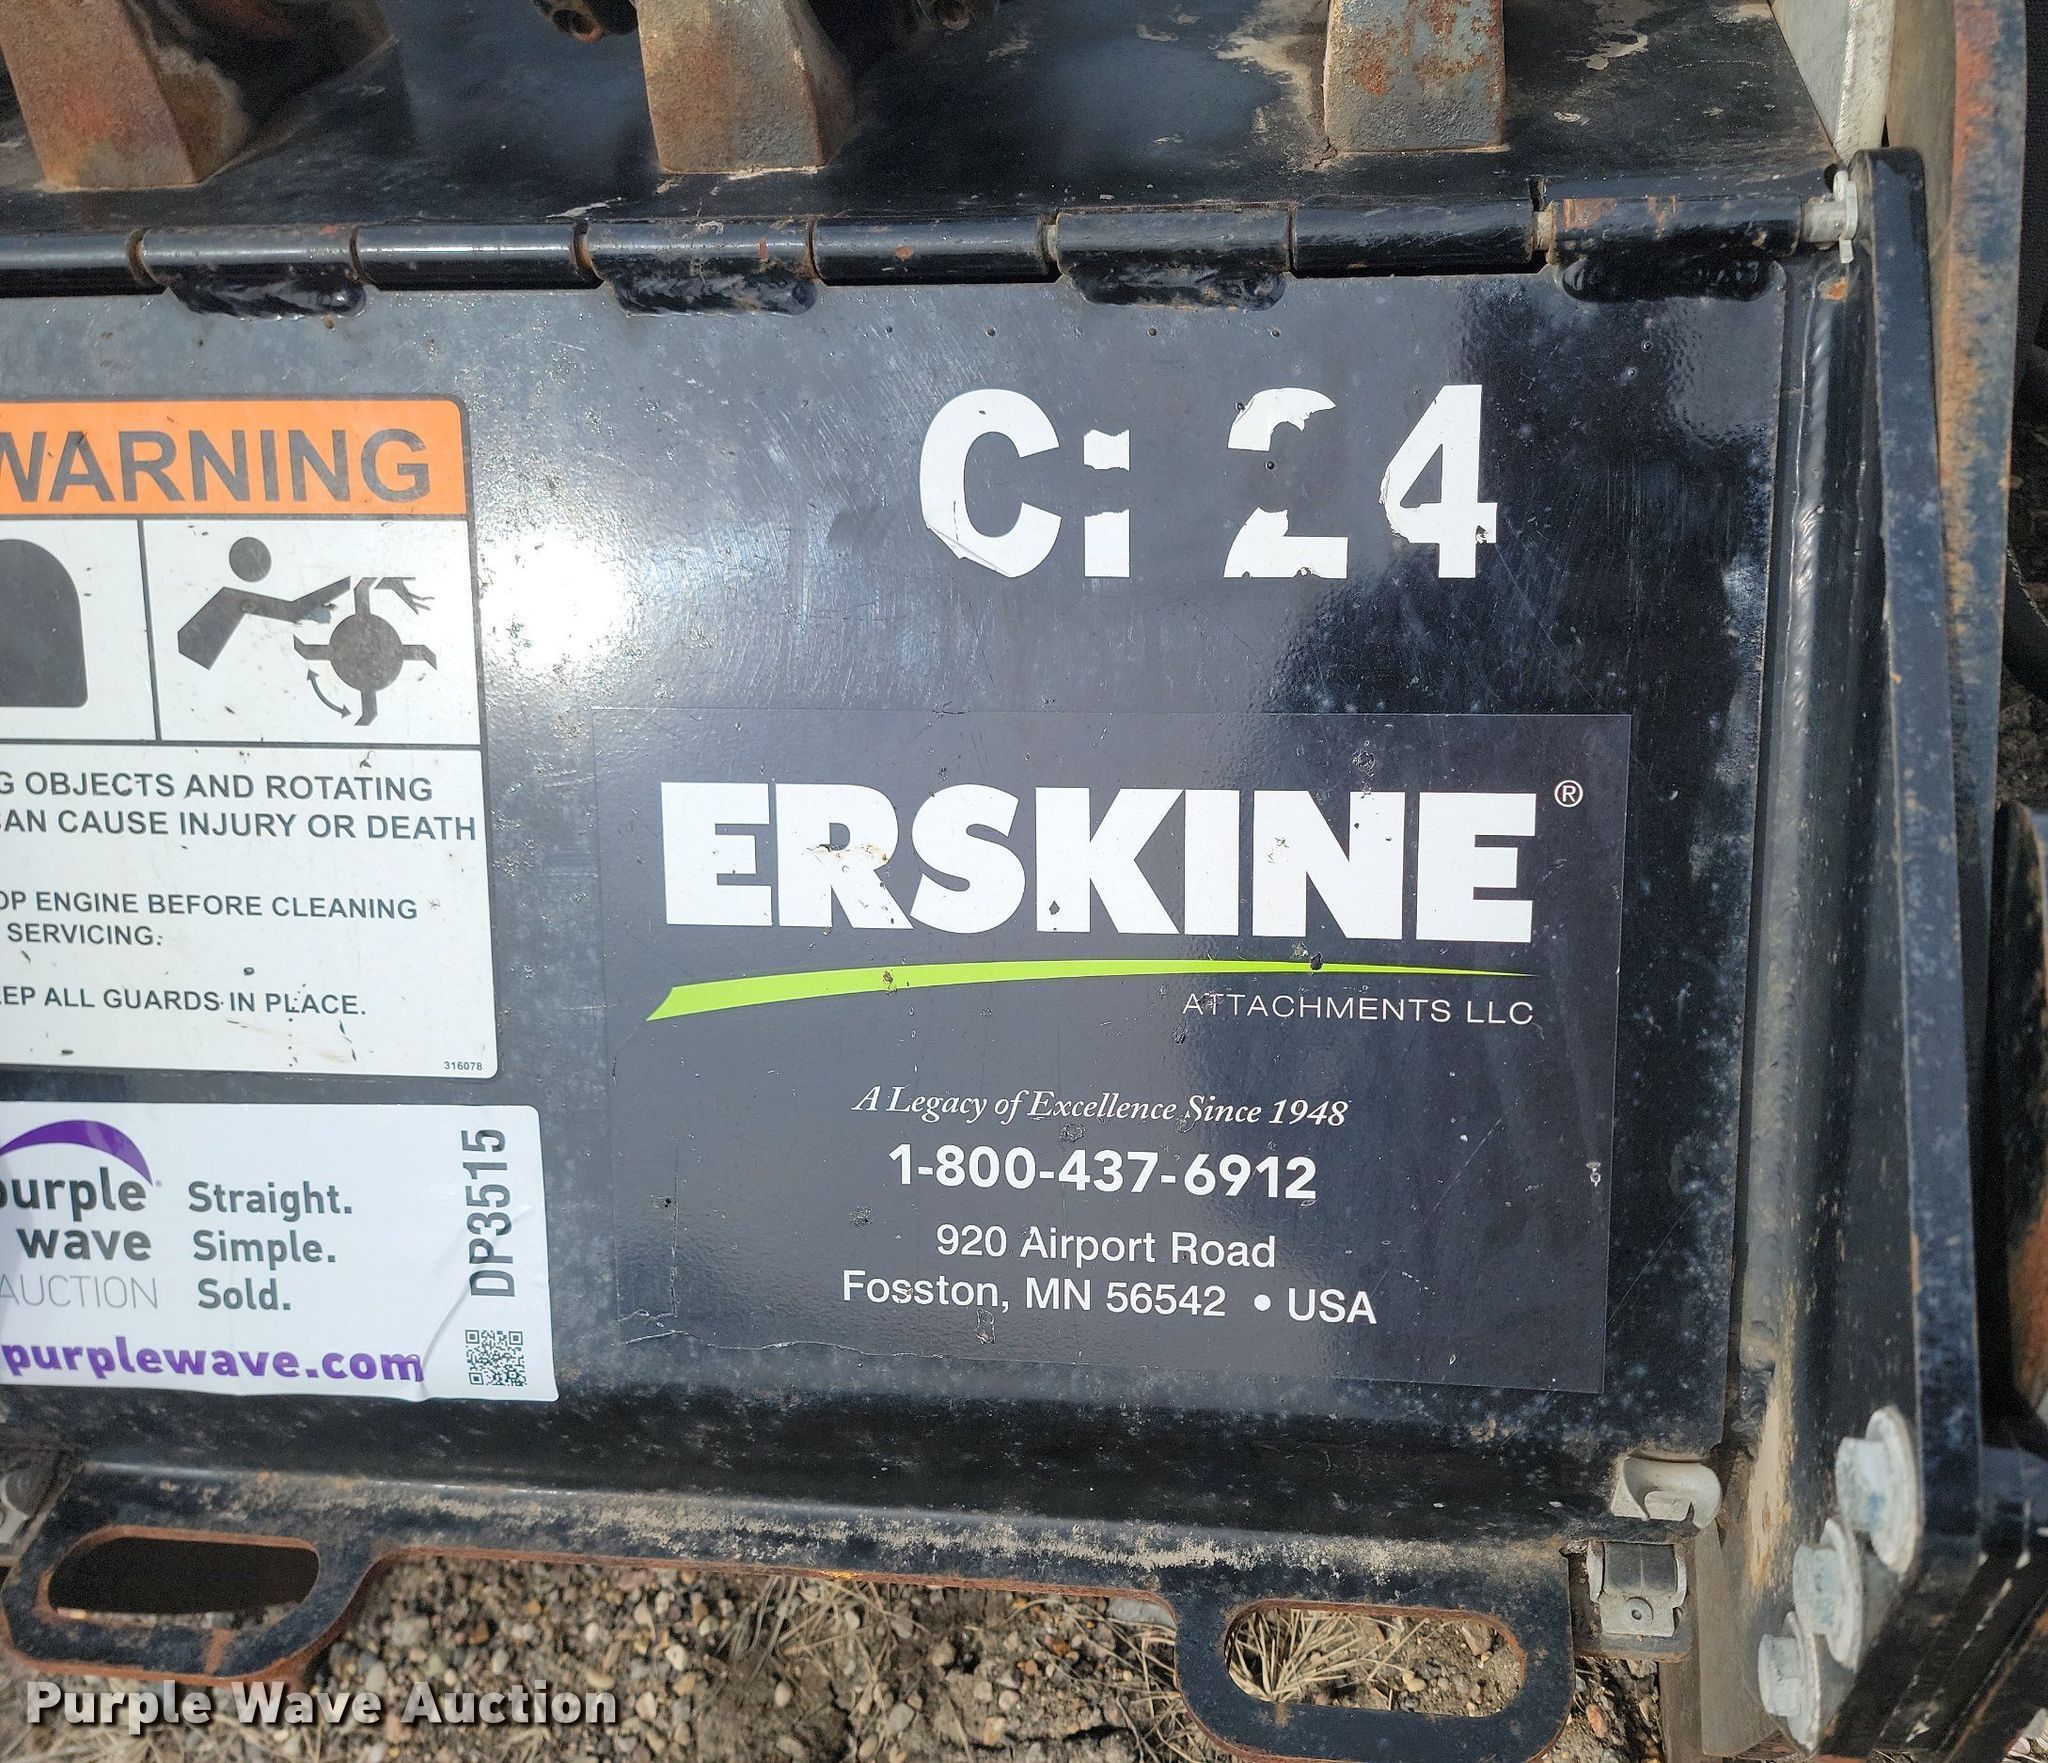 C 24
WARNING
G OBJECTS AND ROTATING
CAN CAUSE INJURY OR DEATH
OP ENGINE BEFORE CLEANING
SERVICING.
EEP ALL GUARDS IN PLACE.
316078
ERSKINE®
ATTACHMENTS LLC
A Legacy of Excellence Since 1948
1-800-437-6912
920 Airport Road
Fosston, MN 56542 • USA
purple
wave
AUCTION
Straight.
Simple.
Sold.
DP3515
purplewave.com
Purple Wave Auction